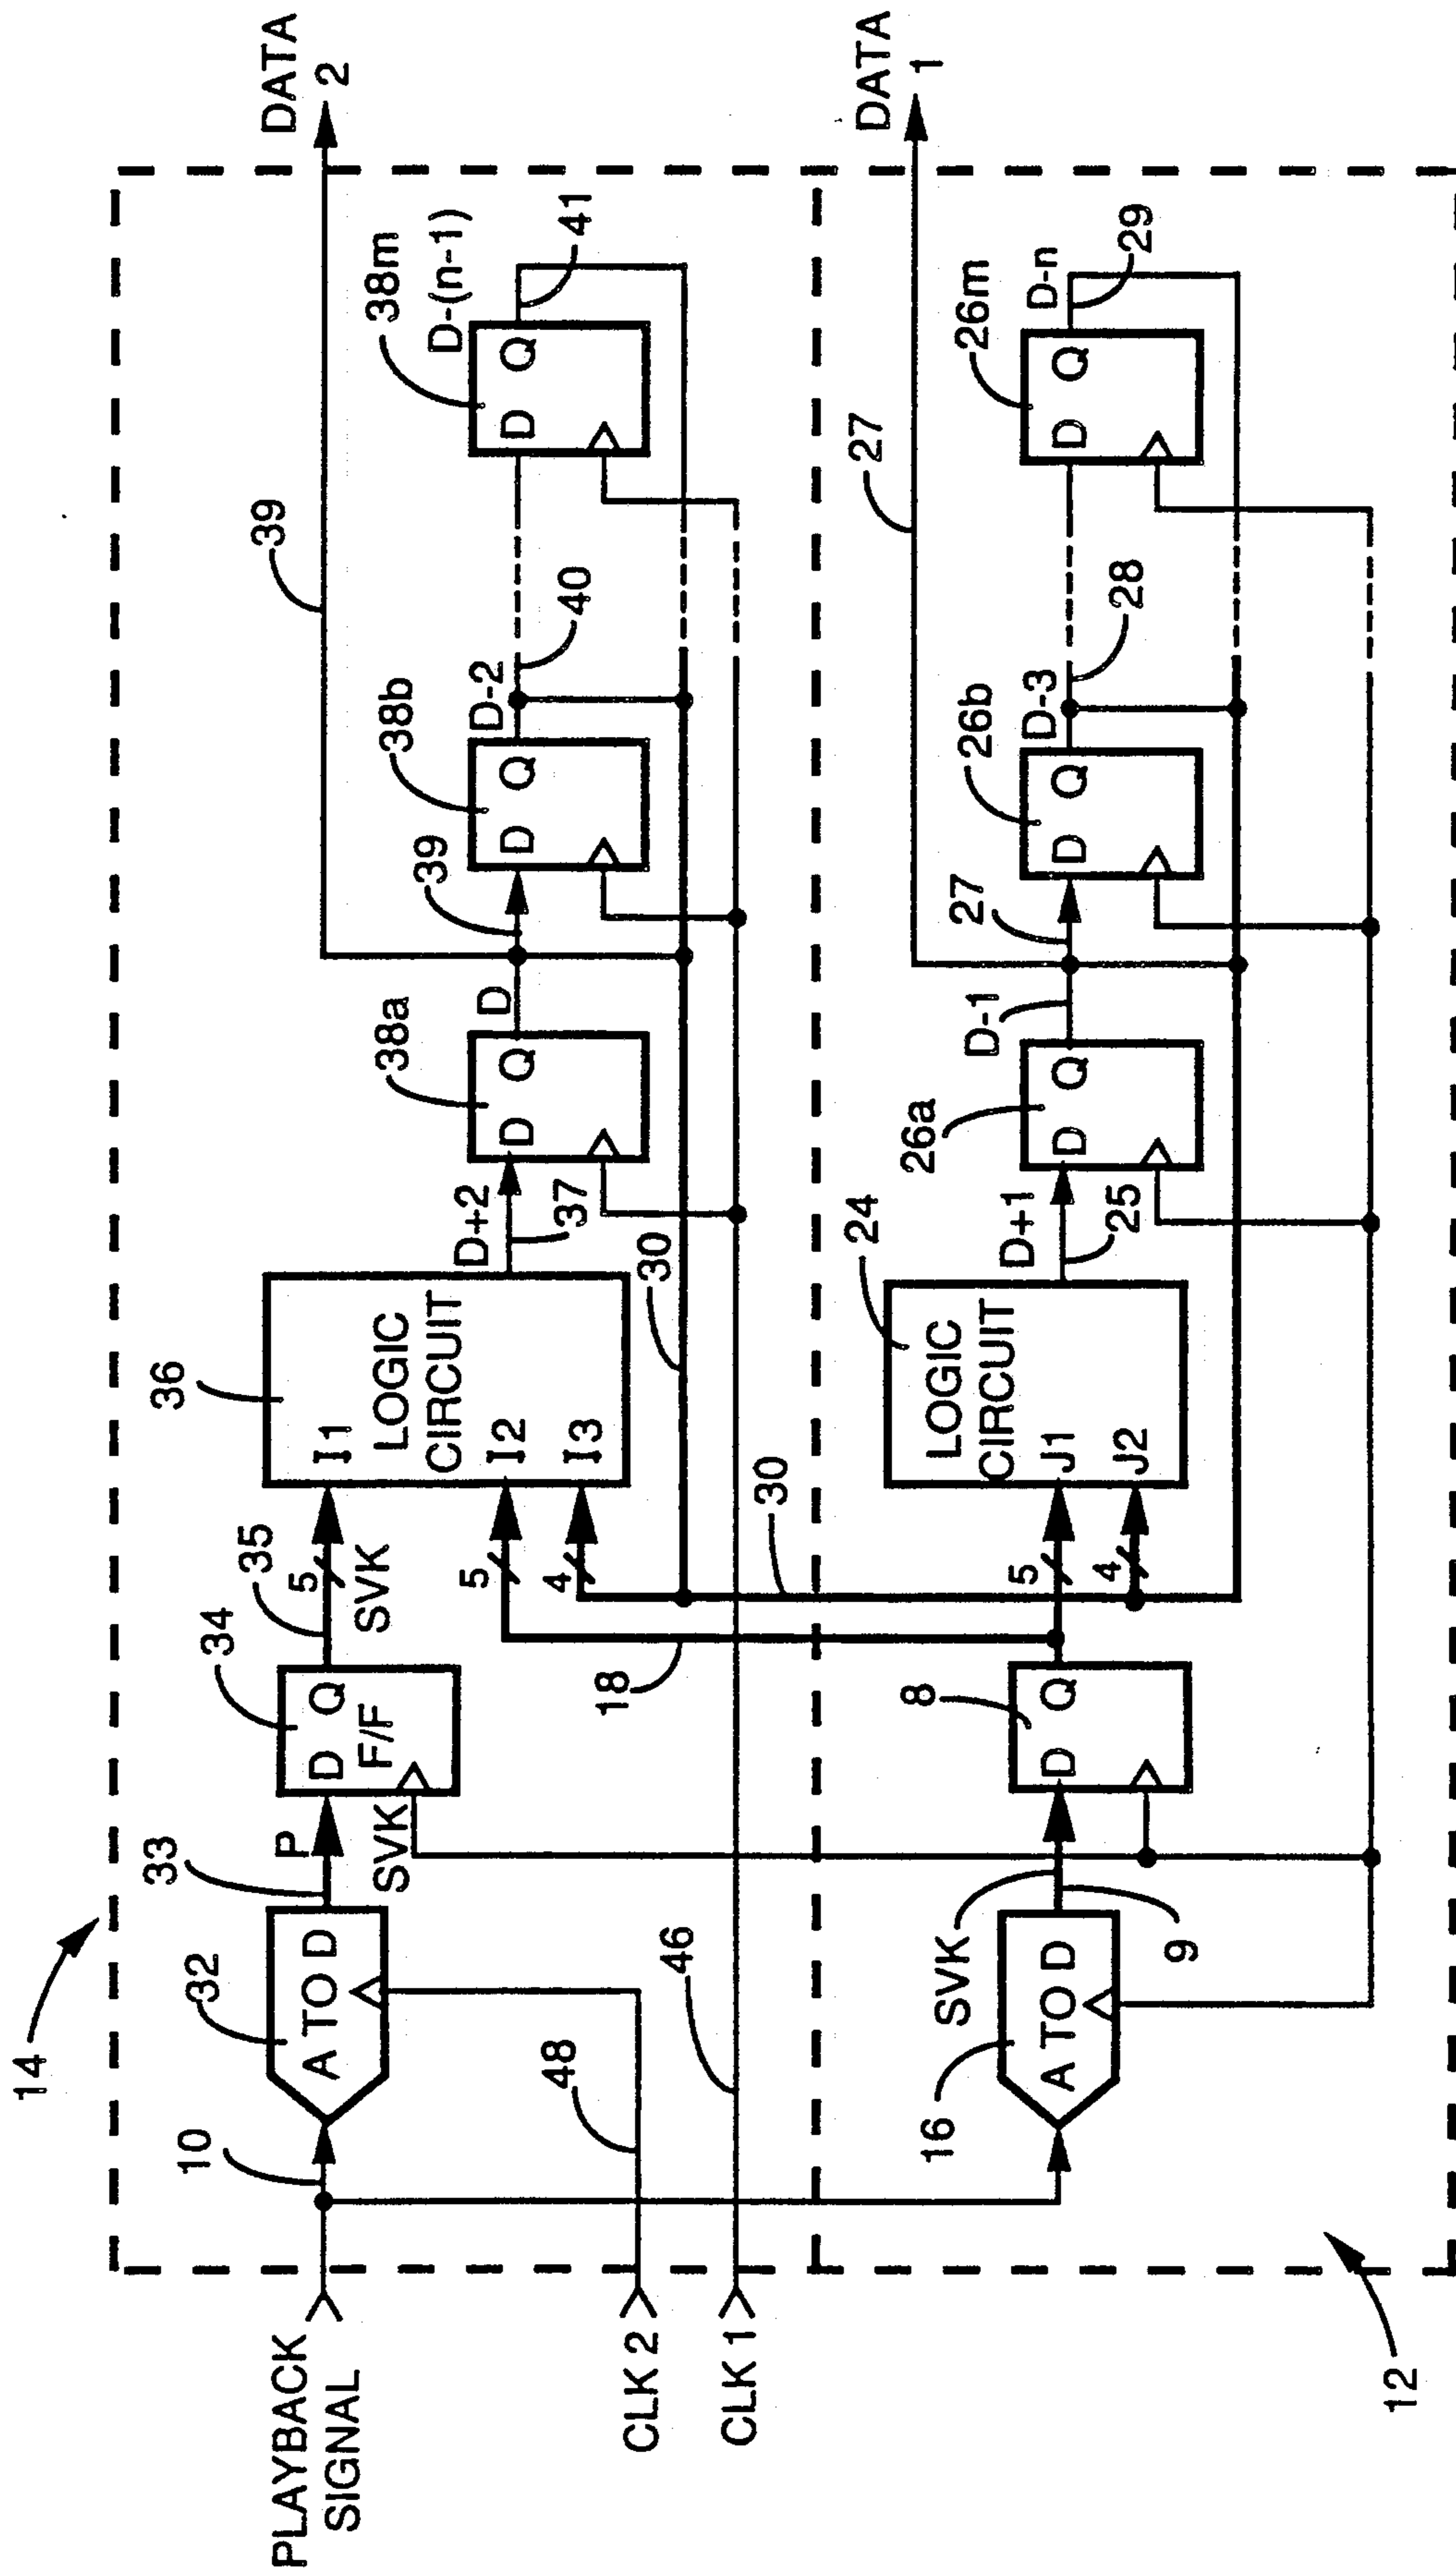 14
PLAYBACK
SIGNAL
10
32
A TO D
33
P
SVK
34
D Q
F/F
35
5
SVK
36
I1
LOGIC
CIRCUIT
I2
I3
5
4
D+2
37
38a
D Q
D
39
39
38b
D Q
D-2
40
38m
D Q
D-(n-1)
41
DATA
2
CLK 2
48
CLK 1
46
18
30
30
12
16
A TO D
SVK
9
8
D Q
5
4
24
LOGIC
CIRCUIT
J1
J2
D+1
25
26a
D Q
D-1
27
27
26b
D Q
D-3
28
26m
D Q
D-n
29
DATA
1